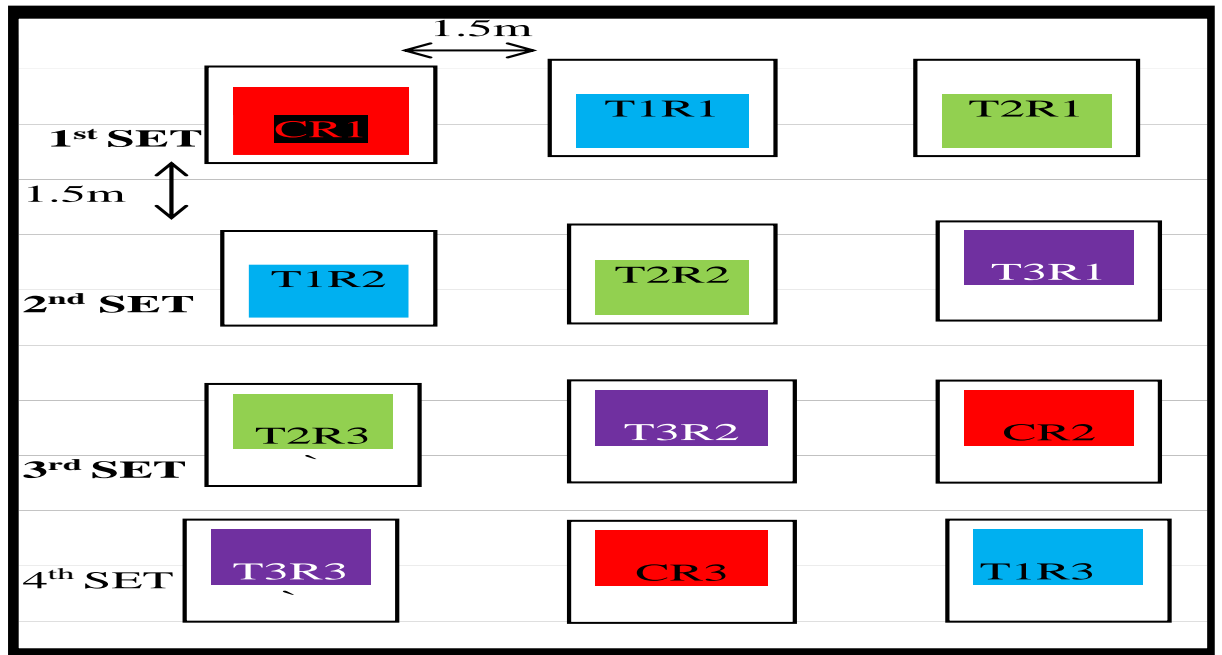 1.5m
CR1 T1R1 T2R1
1st SET
1.5m
T1R2 T2R2 T3R1
2nd SET
T2R3 T3R2 CR2
`
3rd SET
T3R3 CR3 T1R3
4th SET
`